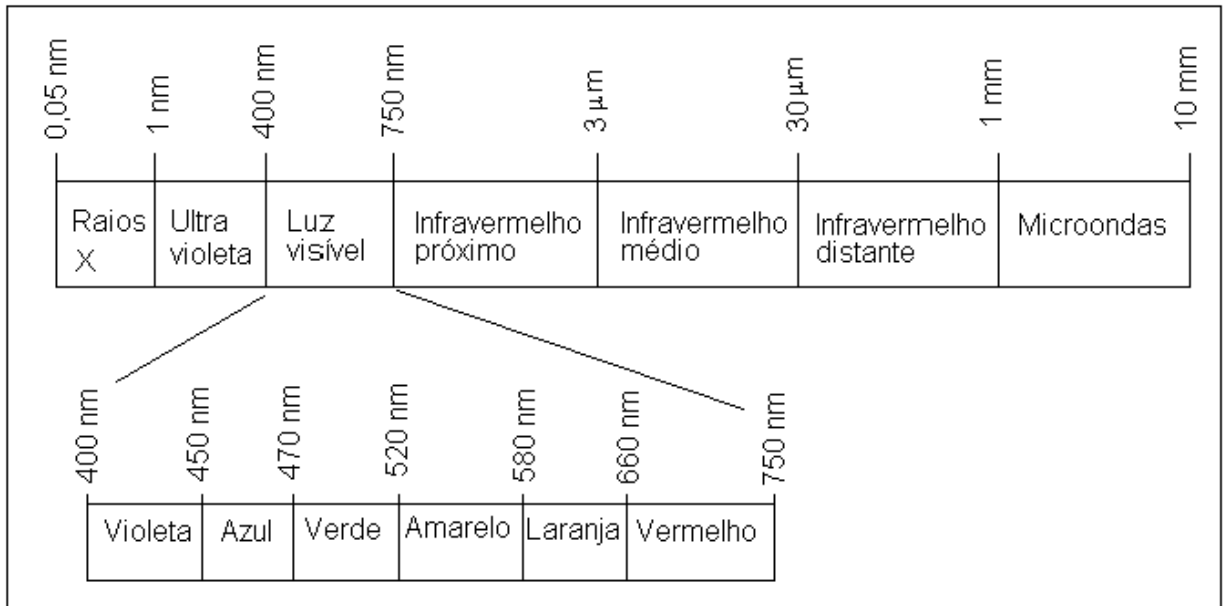 0,05 nm
1 nm
400 nm
750 nm
3 µm
30 µm
1 mm
10 mm
Raios
X
Ultra
violeta
Luz
visível
Infravermelho
próximo
Infravermelho
médio
Infravermelho
distante
Microondas
400 nm
450 nm
470 nm
520 nm
580 nm
660 nm
750 nm
Violeta
Azul
Verde
Amarelo
Laranja
Vermelho